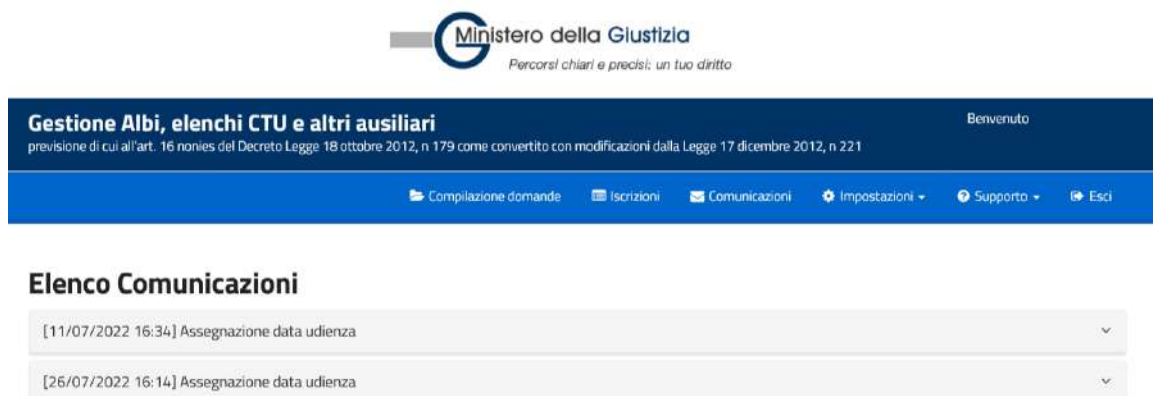 Ministero della Giustizia
Percorsi chiari e precisi: un tuo diritto
Gestione Albi, elenchi CTU e altri ausiliari
Benvenuto
previsione di cui all'art. 16 nonies del Decreto Legge 18 ottobre 2012, n 179 come convertito con modificazioni dalla Legge 17 dicembre 2012, n 221
Compilazione domande Iscrizioni Comunicazioni Impostazioni Supporto Esci
Elenco Comunicazioni
[11/07/2022 16:34] Assegnazione data udienza
[26/07/2022 16:14] Assegnazione data udienza